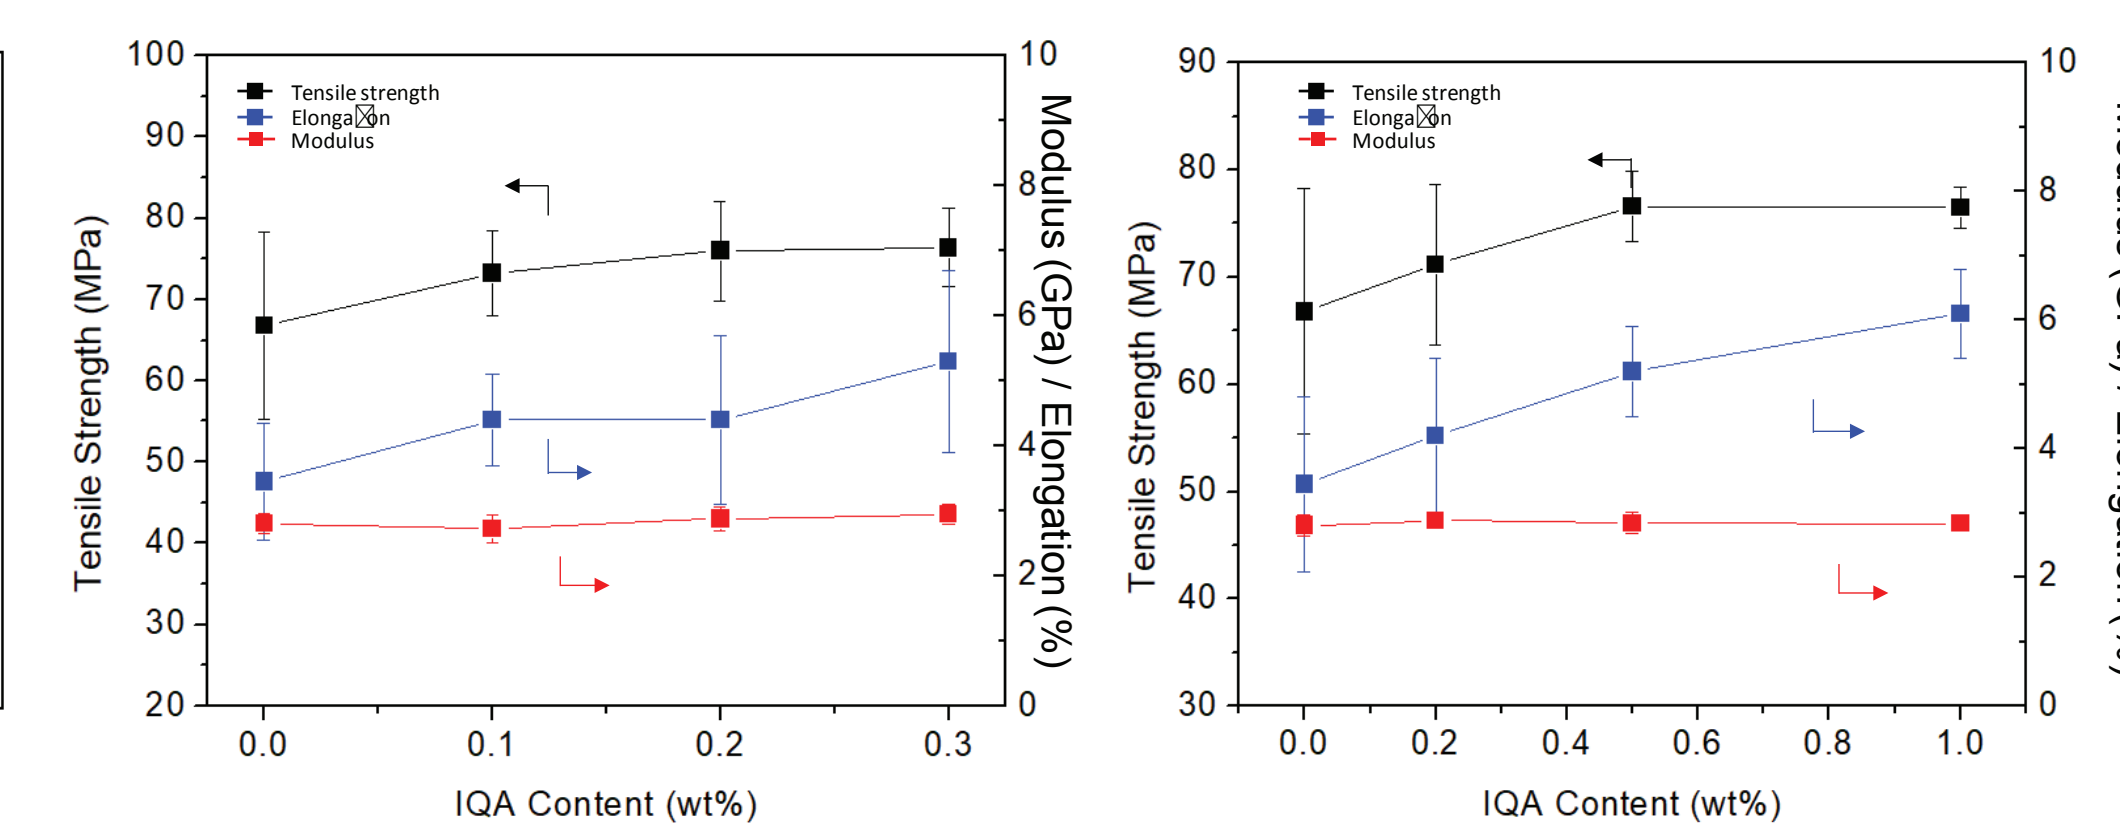 100
90
80
70
60
50
40
30
20
Tensile Strength (MPa)
Tensile strength
Elonga on
Modulus
10
8
6
4
2
0
Modulus (GPa) / Elongation (%)
0.0 0.1 0.2 0.3
IQA Content (wt%)
90
80
70
60
50
40
30
Tensile Strength (MPa)
Tensile strength
Elonga on
Modulus
10
8
6
4
2
0
0.0 0.2 0.4 0.6 0.8 1.0
IQA Content (wt%)